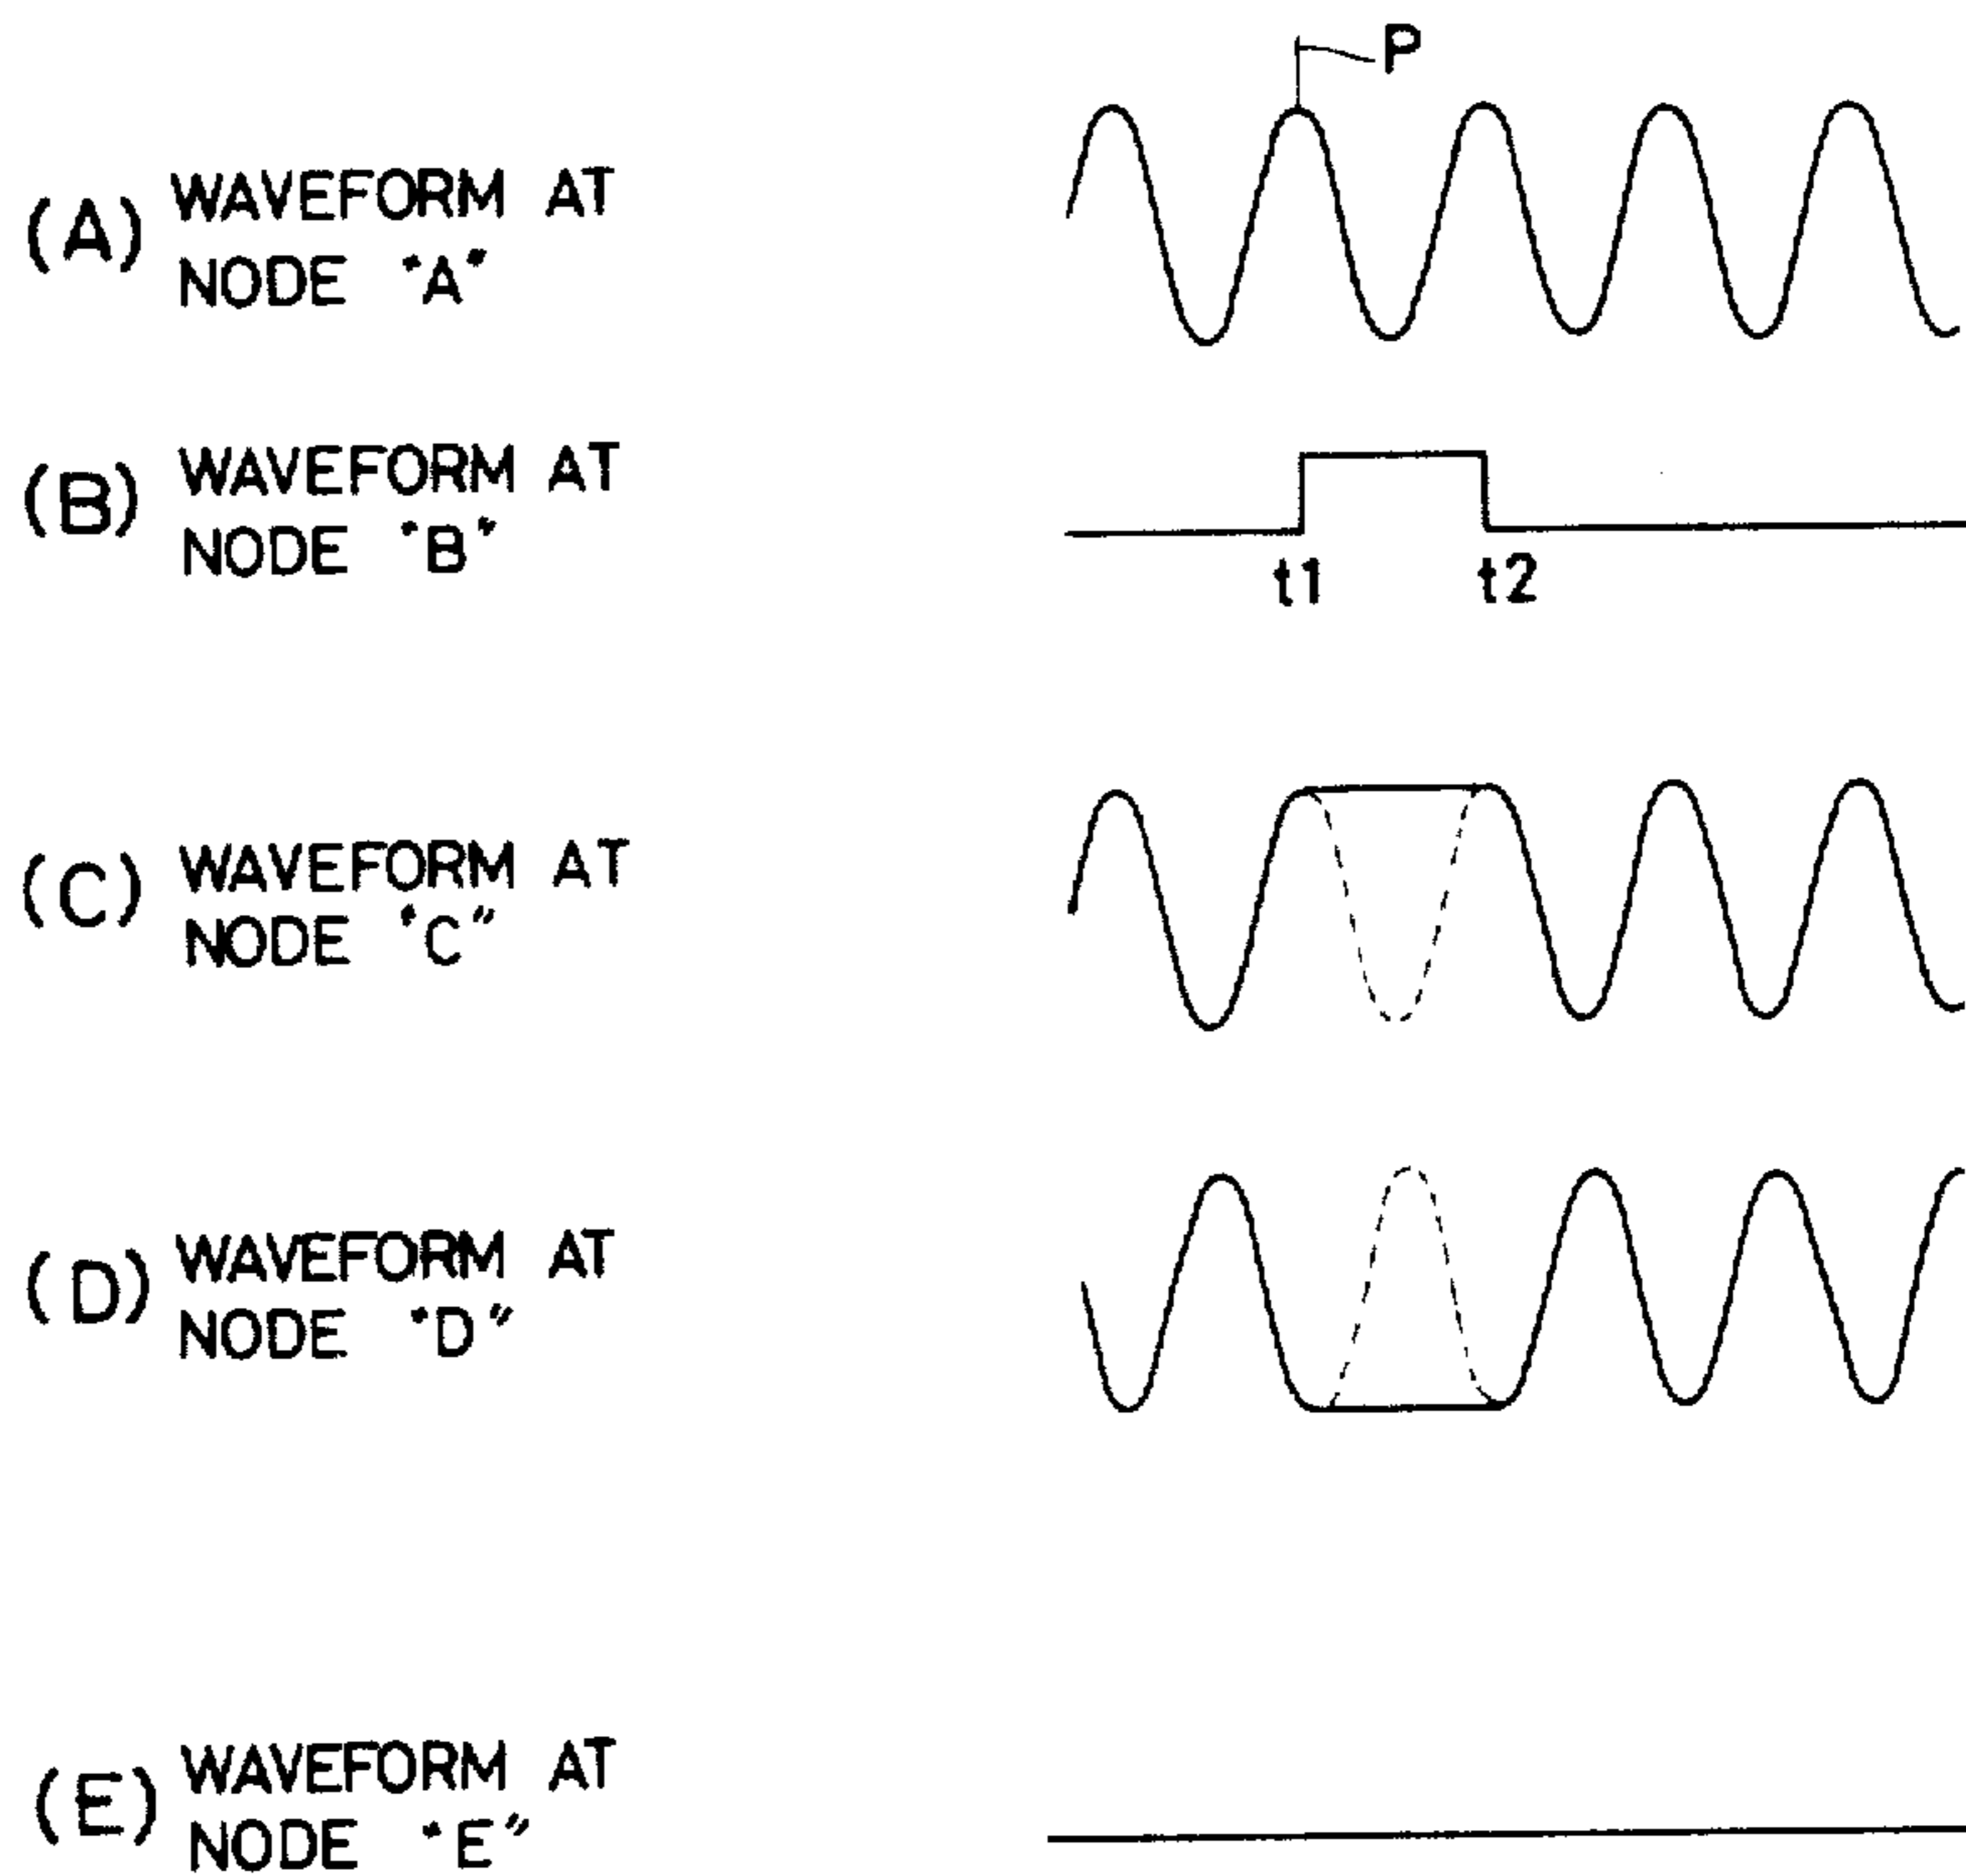 P
(A) WAVEFORM AT
NODE "A"
(B) WAVEFORM AT
NODE "B"
t1 t2
(C) WAVEFORM AT
NODE "C"
(D) WAVEFORM AT
NODE "D"
(E) WAVEFORM AT
NODE "E"